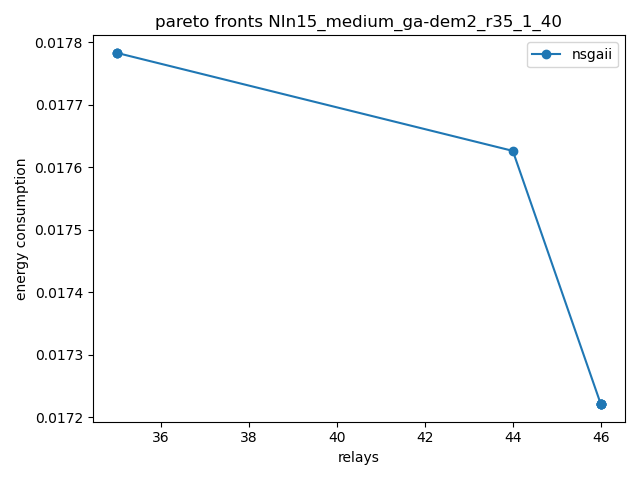 pareto fronts NIn15_medium_ga-dem2_r35_1_40
nsgaii
0.0178
0.0177
0.0176
0.0175
0.0174
0.0173
0.0172
energy consumption
36 38 40 42 44 46
relays